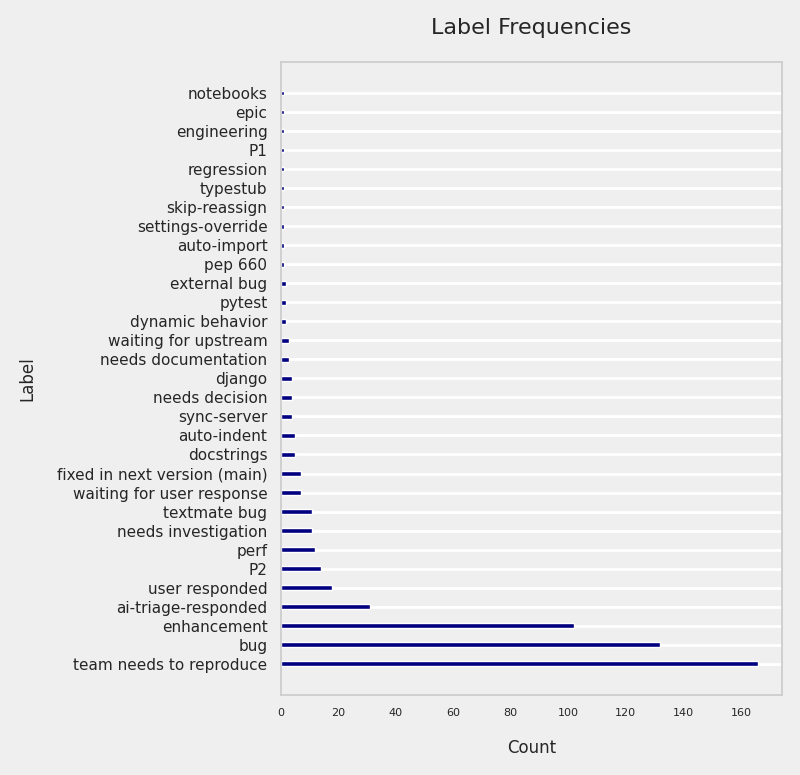 Label Frequencies
notebooks
epic
engineering
P1
regression
typestub
skip-reassign
settings-override
auto-import
pep 660
external bug
pytest
dynamic behavior
waiting for upstream
needs documentation
django
needs decision
sync-server
auto-indent
docstrings
fixed in next version (main)
waiting for user response
textmate bug
needs investigation
perf
P2
user responded
ai-triage-responded
enhancement
bug
team needs to reproduce
Label
0 20 40 60 80 100 120 140 160
Count